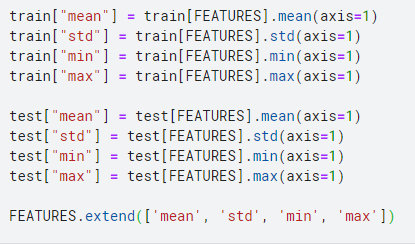 train["mean"] = train[FEATURES].mean(axis=1)
train["std"] = train[FEATURES].std(axis=1)
train["min"] = train[FEATURES].min(axis=1)
train["max"] = train[FEATURES].max(axis=1)

test["mean"] = test[FEATURES].mean(axis=1)
test["std"] = test[FEATURES].std(axis=1)
test["min"] = test[FEATURES].min(axis=1)
test["max"] = test[FEATURES].max(axis=1)

FEATURES.extend(['mean', 'std', 'min', 'max'])